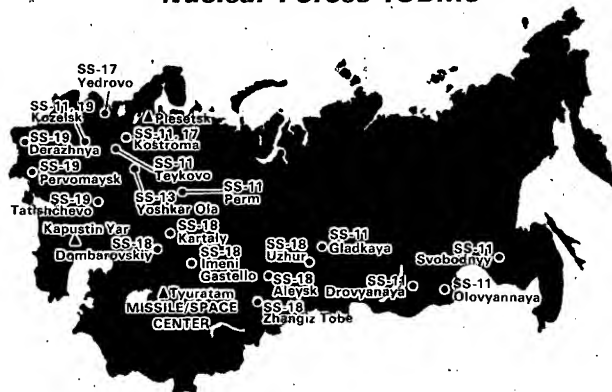 Nuclear Forces-ICBMs
SS-17
Yedrovo
SS-11, 19
Kozelsk
Plesetsk
SS-19
Derazhnya
SS-11, 17
Kostroma
SS-19
Pervomaysk
SS-11
Teykovo
SS-19
Tatishchevo
SS-13
Yoshkar Ola
SS-11
Perm
Kapustin Yar
SS-18
Dombarovskiy
SS-18
Kartaly
SS-18
Imeni
Gastello
SS-18
Uzhur
SS-11
Gladkaya
SS-18
Aleysk
SS-11
Drovyanaya
SS-11
Svobodnyy
SS-11
Olovyannaya
Tyuratam
MISSILE/SPACE
CENTER
SS-18
Zhangiz Tobe